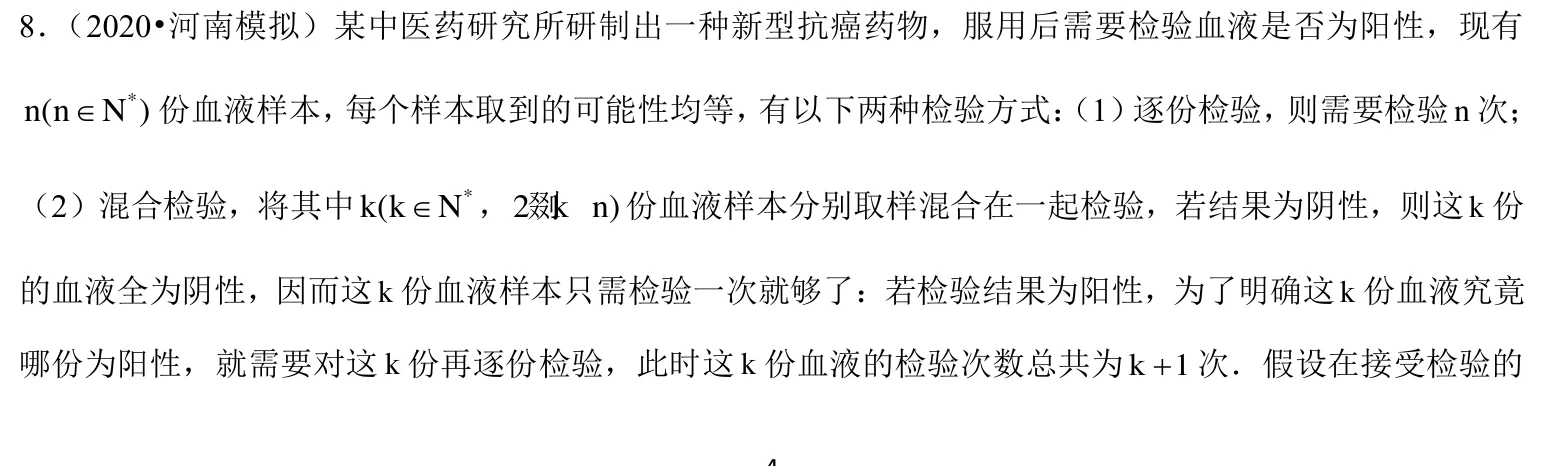 8.（2020•河南模拟）某中医药研究所研制出一种新型抗癌药物，服用后需要检验血液是否为阳性，现有
n(n∈N*) 份血液样本，每个样本取到的可能性均等，有以下两种检验方式：（1）逐份检验，则需要检验 n 次；
（2）混合检验，将其中 k(k∈N*，2剟k n) 份血液样本分别取样混合在一起检验，若结果为阴性，则这 k 份
的血液全为阴性，因而这 k 份血液样本只需检验一次就够了：若检验结果为阳性，为了明确这 k 份血液究竟
哪份为阳性，就需要对这 k 份再逐份检验，此时这 k 份血液的检验次数总共为 k+1 次．假设在接受检验的